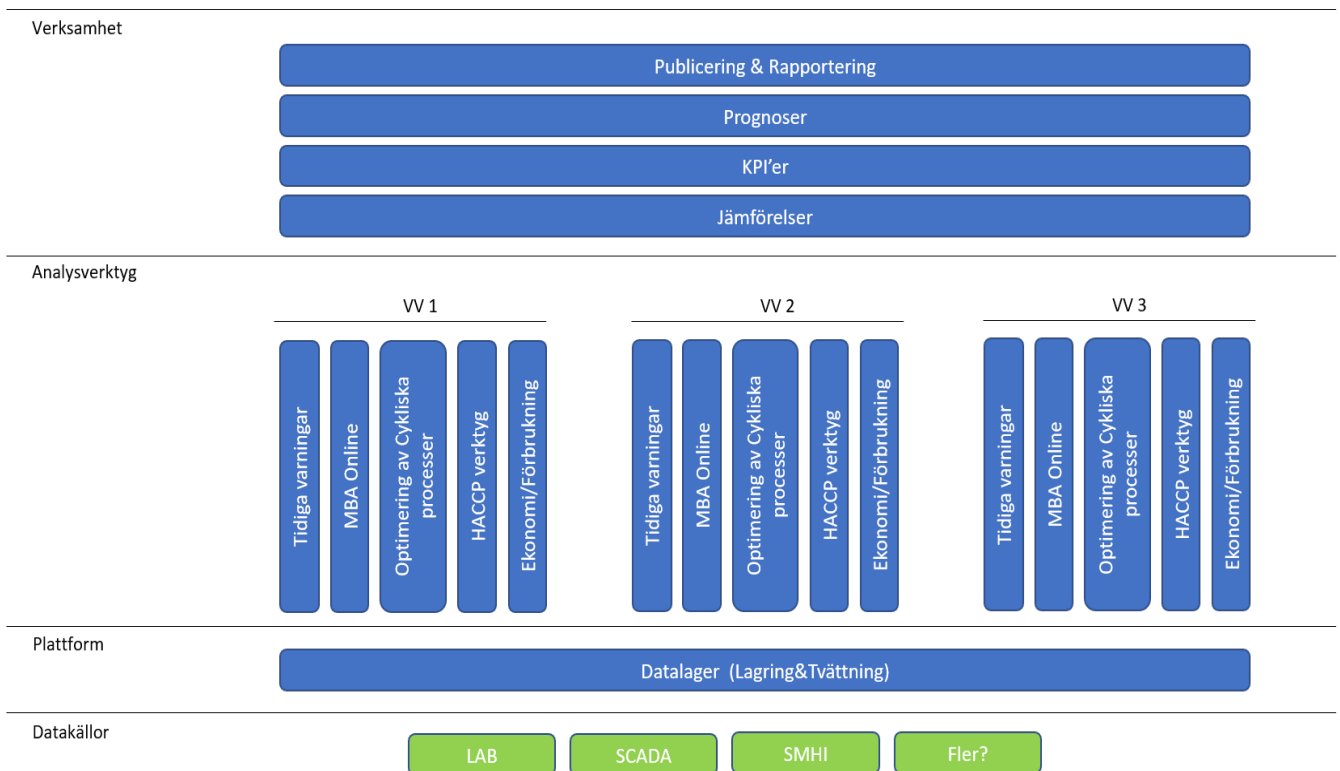 Verksamhet
Publicering & Rapportering
Prognoser
KPI'er
Jämförelser
Analysverktyg
VV 1
Tidiga varningar
MBA Online
Optimering av Cykliska
processer
HACCP verktyg
Ekonomi/Förbrukning
VV 2
Tidiga varningar
MBA Online
Optimering av Cykliska
processer
HACCP verktyg
Ekonomi/Förbrukning
VV 3
Tidiga varningar
MBA Online
Optimering av Cykliska
processer
HACCP verktyg
Ekonomi/Förbrukning
Plattform
Datalager (Lagring&Tvättning)
Datakällor
LAB
SCADA
SMHI
Fler?